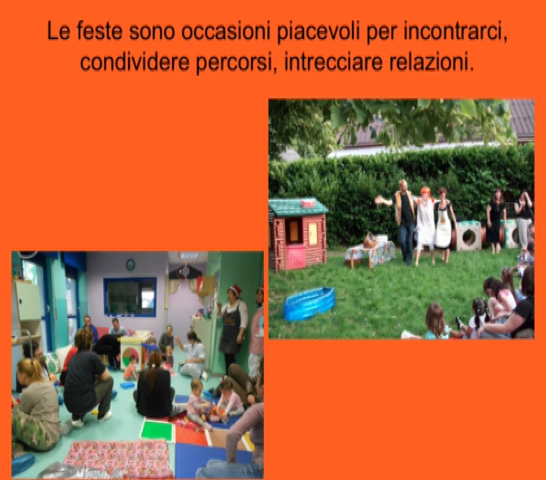 Le feste sono occasioni piacevoli per incontrarci,
condividere percorsi, intrecciare relazioni.